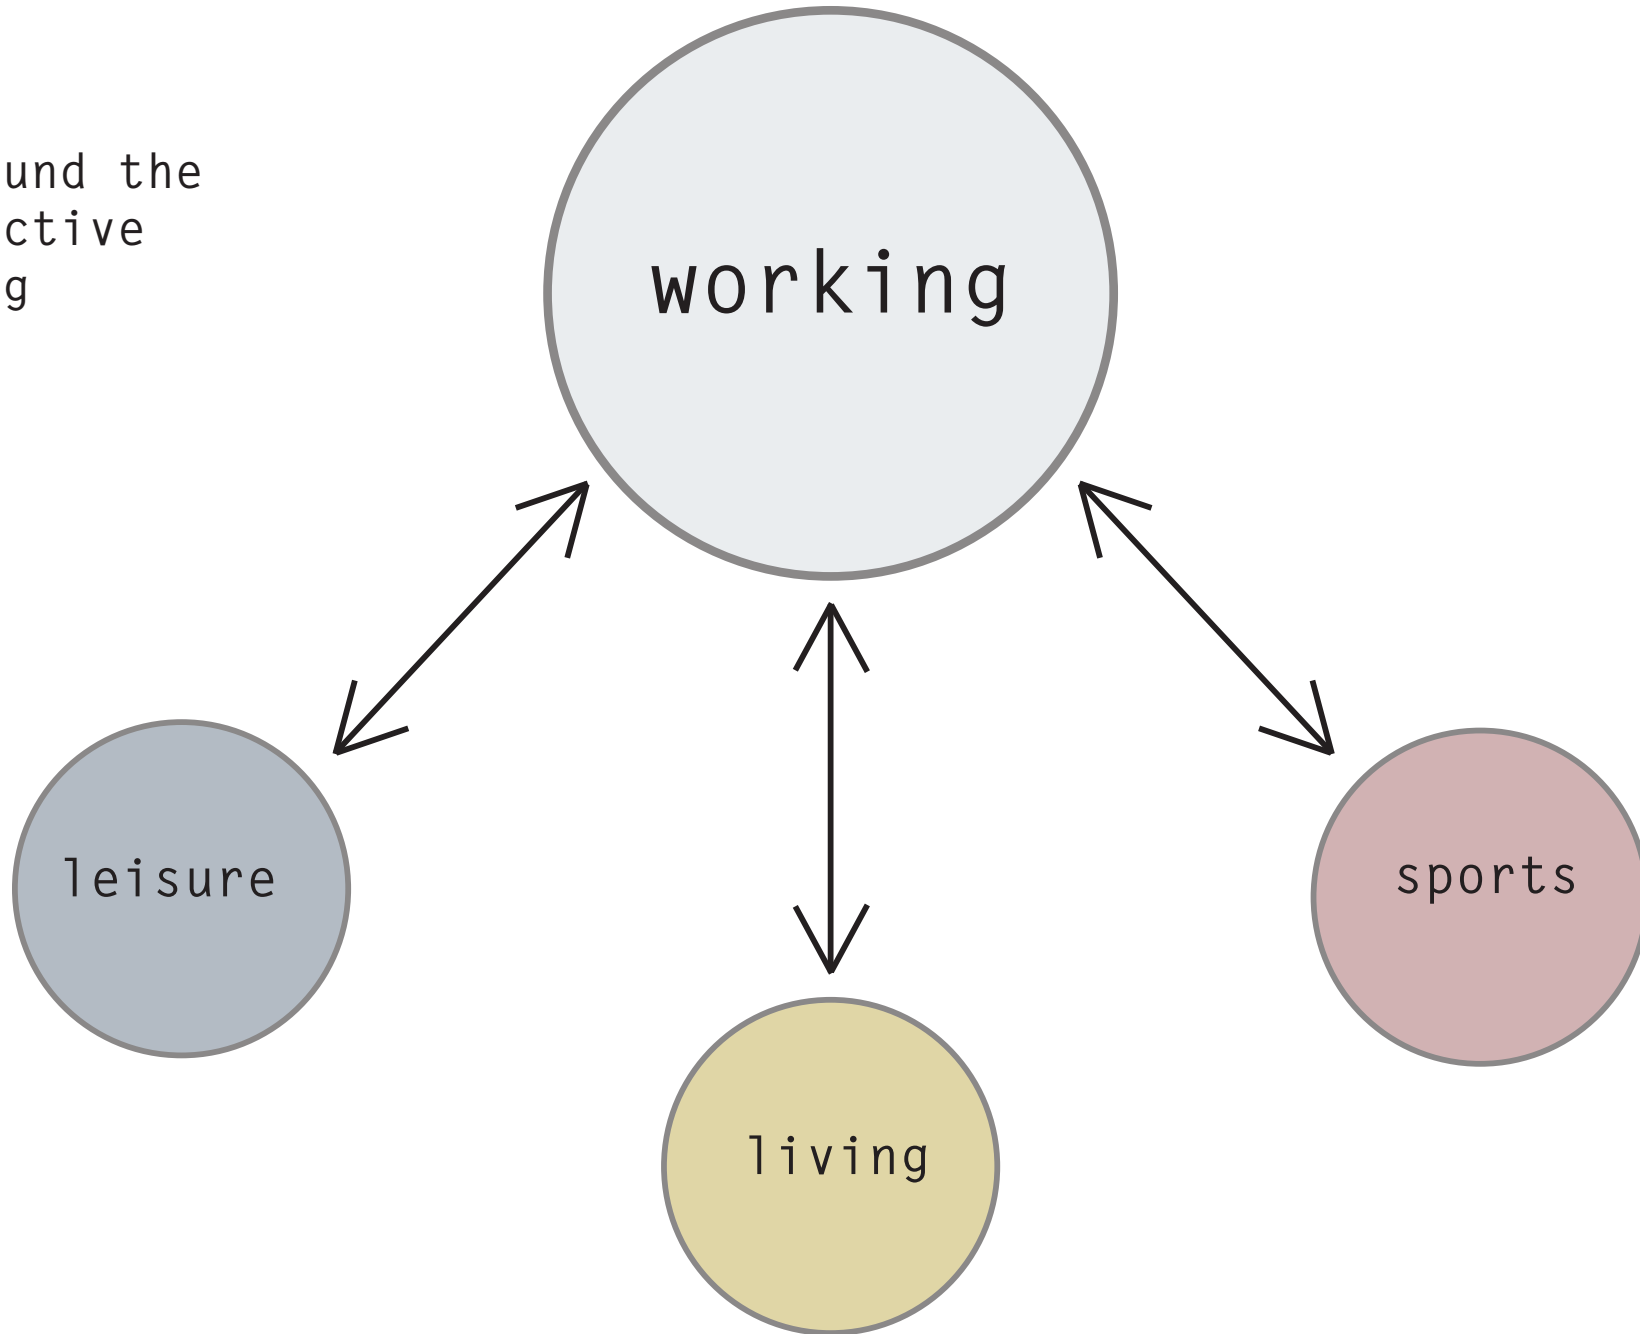 und the
ctive
g
working
leisure
sports
living